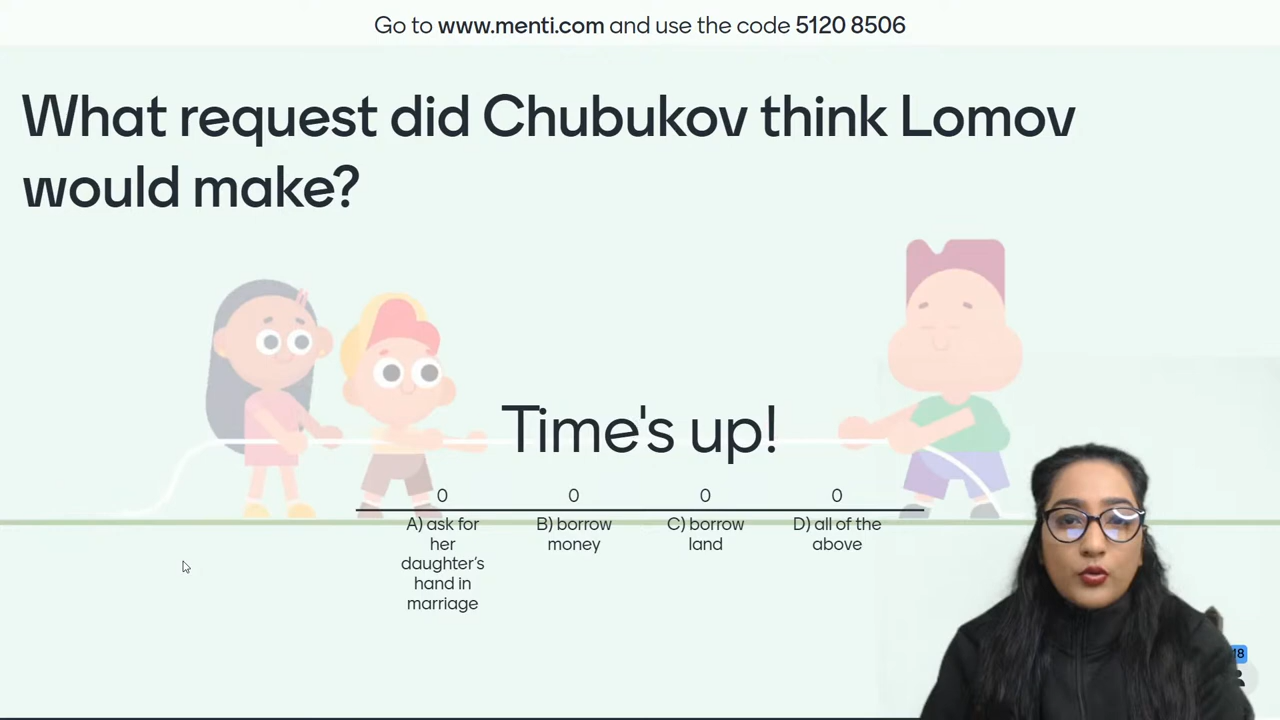 Go to www.menti.com and use the code 5120 8506
What request did Chubukov think Lomov
would make?
Time's up!
0 0 0 0
A) ask for her daughter's hand in marriage
B) borrow money
C) borrow land
D) all of the above
18